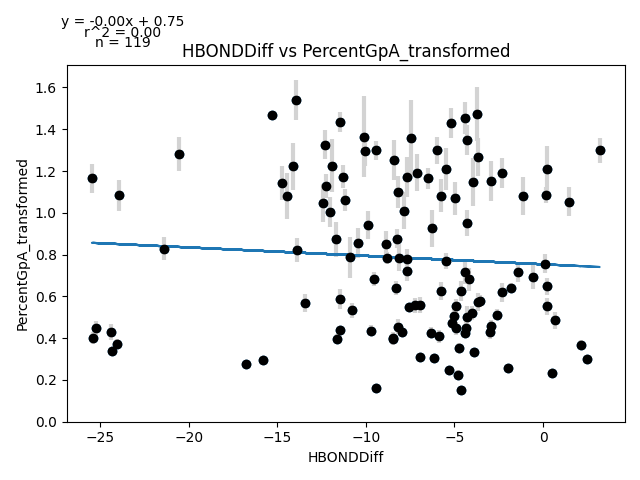 y = -0.00x + 0.75
r^2 = 0.00
n = 119
HBONDDiff vs PercentGpA_transformed
PercentGpA_transformed
1.6
1.4
1.2
1.0
0.8
0.6
0.4
0.2
0.0
−25
−20
−15
−10
−5
0
HBONDDiff